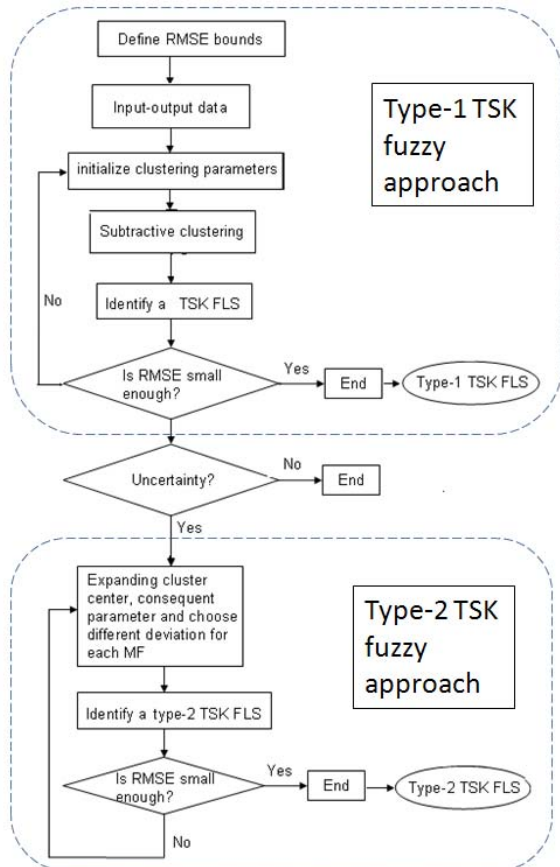 Define RMSE bounds
Input-output data
initialize clustering parameters
Subtractive clustering
Identify a TSK FLS
No
Is RMSE small
enough?
Yes
End
Type-1 TSK FLS
Type-1 TSK
fuzzy
approach
Uncertainty?
No
End
Yes
Expanding cluster
center, consequent
parameter and choose
different deviation for
each MF
Identify a type-2 TSK FLS
Is RMSE small
enough?
Yes
End
Type-2 TSK FLS
No
Type-2 TSK
fuzzy
approach